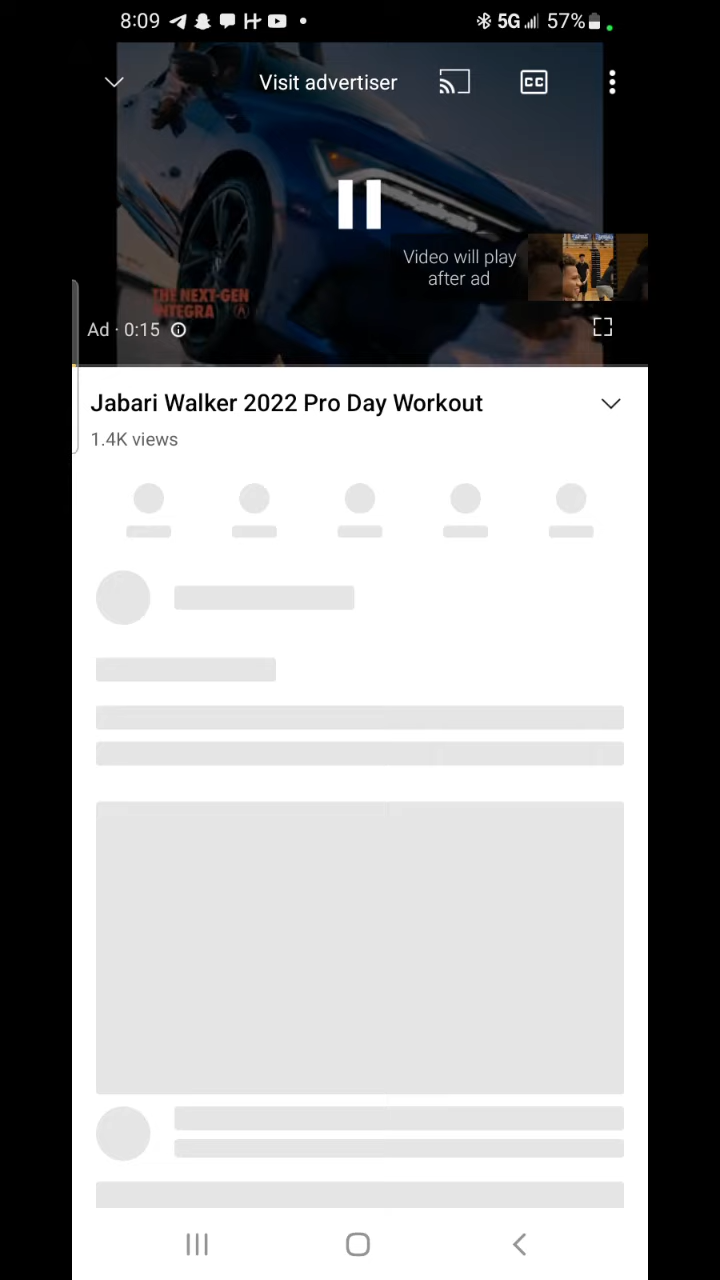 8:09
5G 57%
Visit advertiser
CC
Video will play
after ad
THE NEXT-GEN
INTEGRA
Ad · 0:15
Jabari Walker 2022 Pro Day Workout
1.4K views